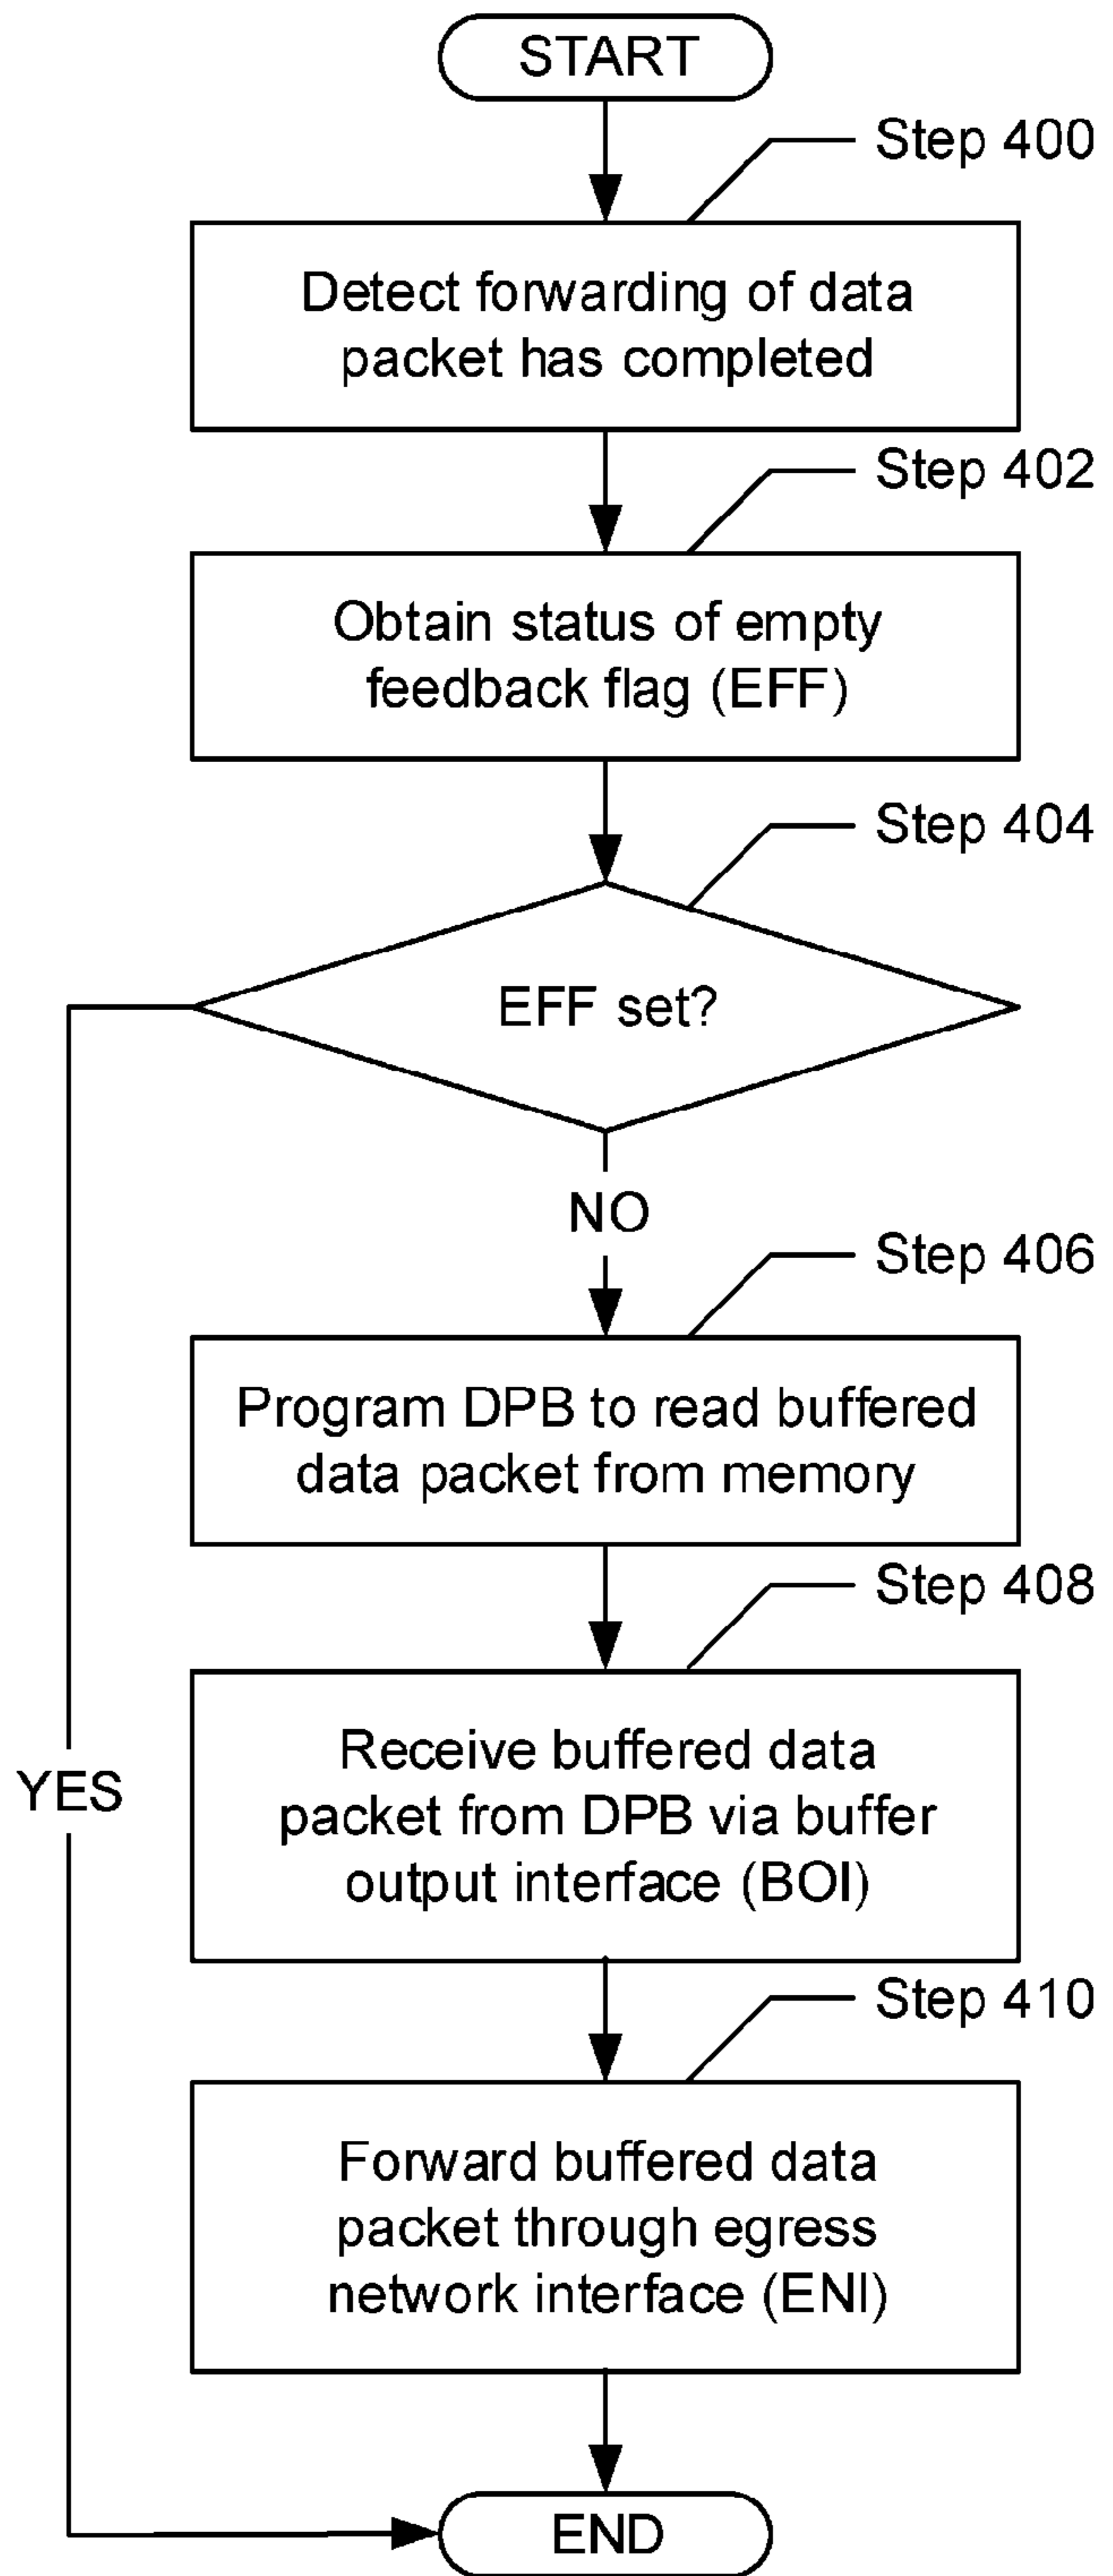 START
Step 400
Detect forwarding of data
packet has completed
Step 402
Obtain status of empty
feedback flag (EFF)
Step 404
EFF set?
NO
Step 406
Program DPB to read buffered
data packet from memory
Step 408
Receive buffered data
packet from DPB via buffer
output interface (BOI)
YES
Step 410
Forward buffered data
packet through egress
network interface (ENI)
END